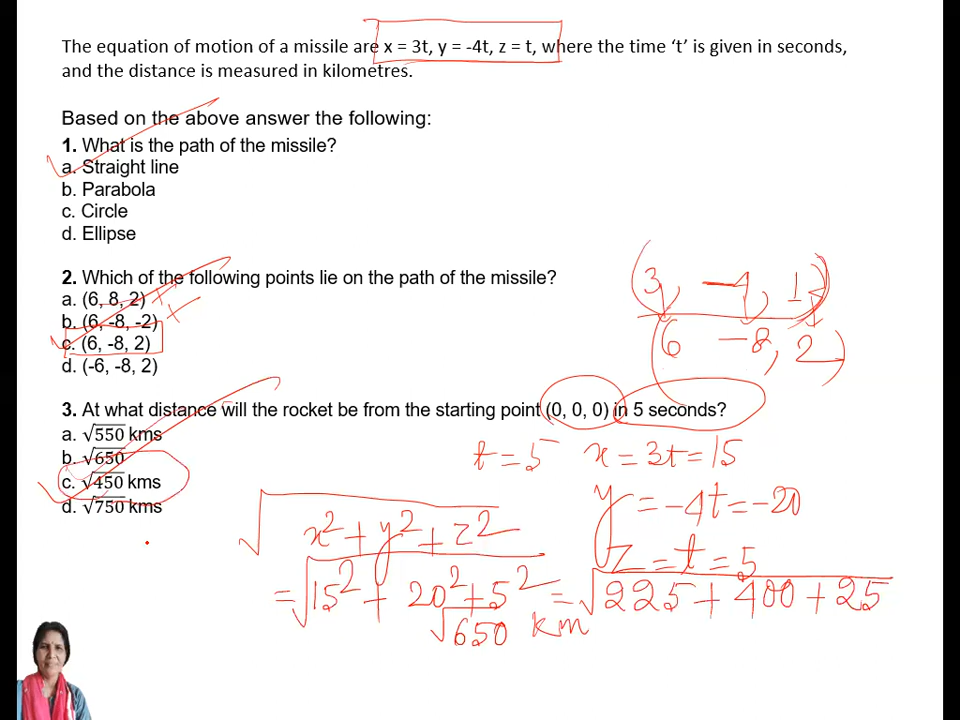 The equation of motion of a missile are x = 3t, y = -4t, z = t, where the time ‘t’ is given in seconds,
and the distance is measured in kilometres.
Based on the above answer the following:
1. What is the path of the missile?
a. Straight line
b. Parabola
c. Circle
d. Ellipse
2. Which of the following points lie on the path of the missile?
a. (6, 8, 2)
b. (6, -8, -2)
c. (6, -8, 2)
d. (-6, -8, 2)
(3, -4, 1)
(6 -8, 2)
3. At what distance will the rocket be from the starting point (0, 0, 0) in 5 seconds?
a. √550 kms
b. √650
c. √450 kms
d. √750 kms
t = 5 x = 3t = 15
y = -4t = -20
z = t = 5
√x² + y² + z²
= √15² + 20² + 5² = √225 + 400 + 25
√650 km